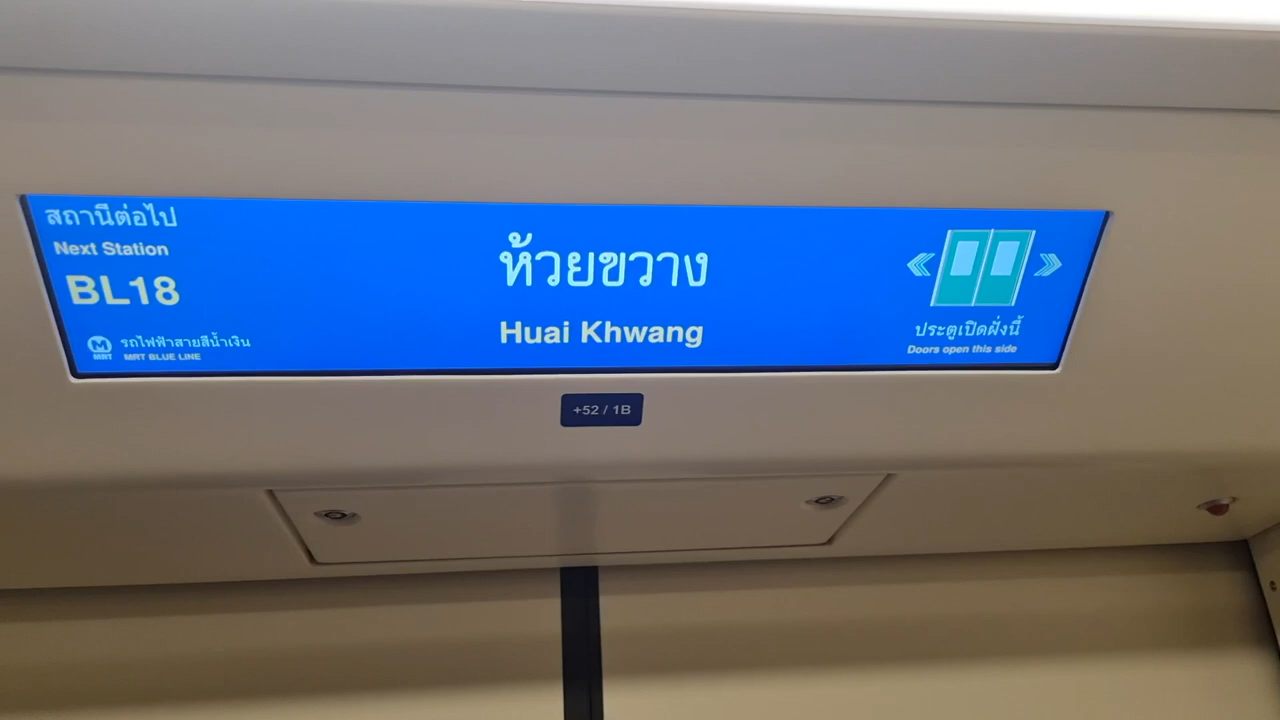 สถานีต่อไป
Next Station
BL18
MRT
รถไฟฟ้าสายสีน้ำเงิน
MRT BLUE LINE
ห้วยขวาง
Huai Khwang
ประตูเปิดฝั่งนี้
Doors open this side
+52 / 1B